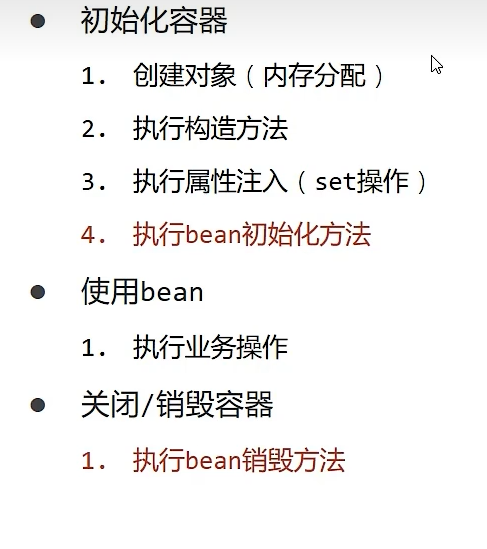 ● 初始化容器
1. 创建对象（内存分配）
2. 执行构造方法
3. 执行属性注入（set操作）
4. 执行bean初始化方法
● 使用bean
1. 执行业务操作
● 关闭/销毁容器
1. 执行bean销毁方法